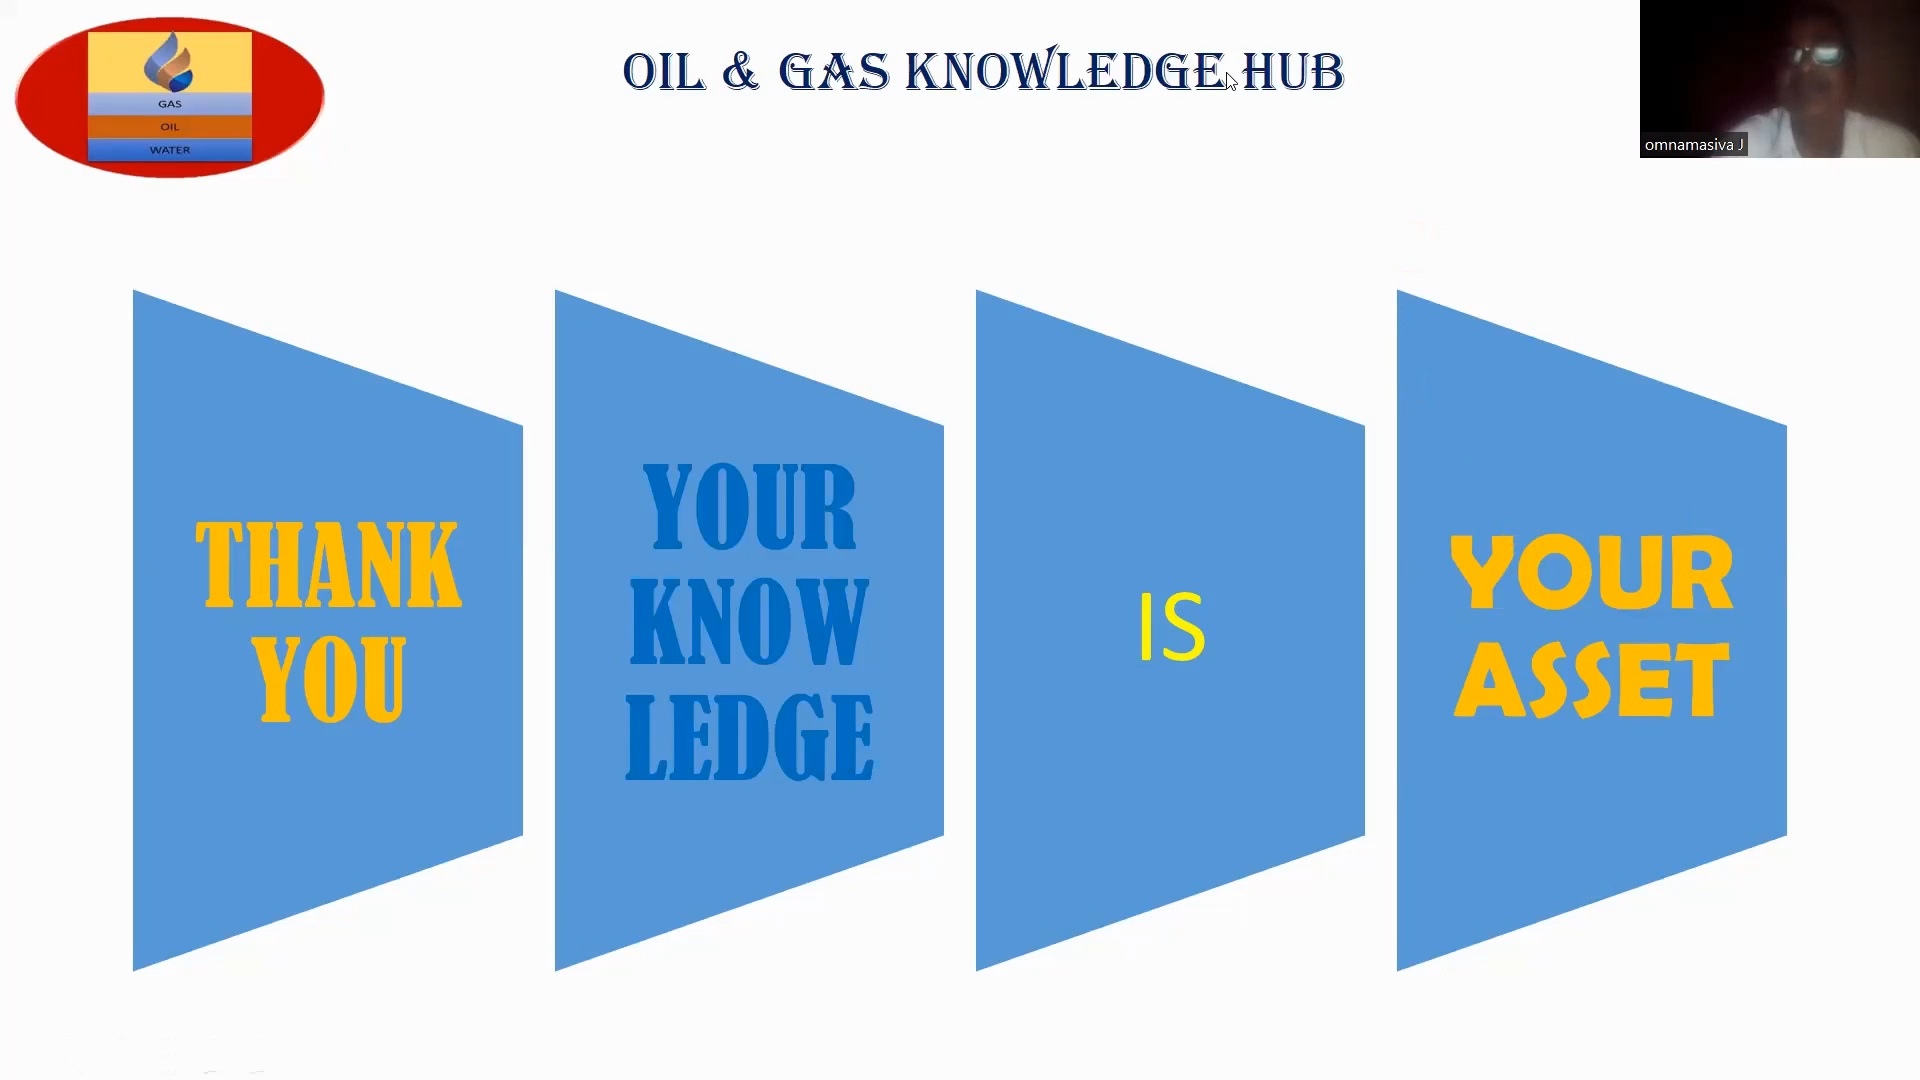 OIL & GAS KNOWLEDGE HUB
GAS
OIL
WATER
omnamasiva J
THANK
YOU
YOUR
KNOW
LEDGE
IS
YOUR
ASSET